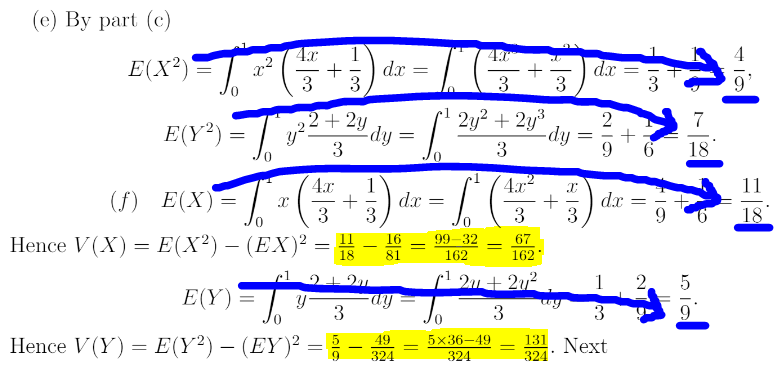 (e) By part (c)
E(X²) = ∫₀¹ x² (4x/3 + 1/3) dx = ∫₀¹ (4x³/3 + x²/3) dx = 1/3 + 1/9 = 4/9,
E(Y²) = ∫₀¹ y² (2 + 2y)/3 dy = ∫₀¹ (2y² + 2y³)/3 dy = 2/9 + 1/6 = 7/18.
(f) E(X) = ∫₀¹ x (4x/3 + 1/3) dx = ∫₀¹ (4x²/3 + x/3) dx = 4/9 + 1/6 = 11/18.
Hence V(X) = E(X²) − (EX)² = 11/18 − 16/81 = (99−32)/162 = 67/162.
E(Y) = ∫₀¹ y (2 + 2y)/3 dy = ∫₀¹ (2y + 2y²)/3 dy = 1/3 + 2/9 = 5/9.
Hence V(Y) = E(Y²) − (EY)² = 5/9 − 49/324 = (5×36−49)/324 = 131/324. Next